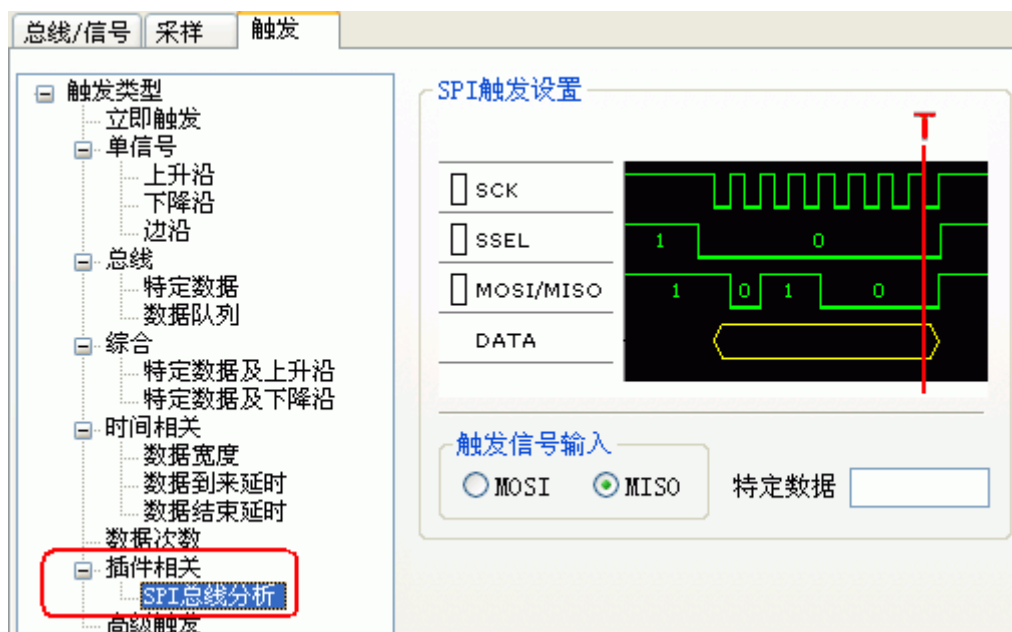 总线/信号 采样 触发
触发类型
立即触发
单信号
上升沿
下降沿
边沿
总线
特定数据
数据队列
综合
特定数据及上升沿
特定数据及下降沿
时间相关
数据宽度
数据到来延时
数据结束延时
数据次数
插件相关
SPI总线分析
高级触发
SPI触发设置
T
SCK
SSEL 1 0
MOSI/MISO 1 0 1 0
DATA
触发信号输入
MOSI MISO 特定数据